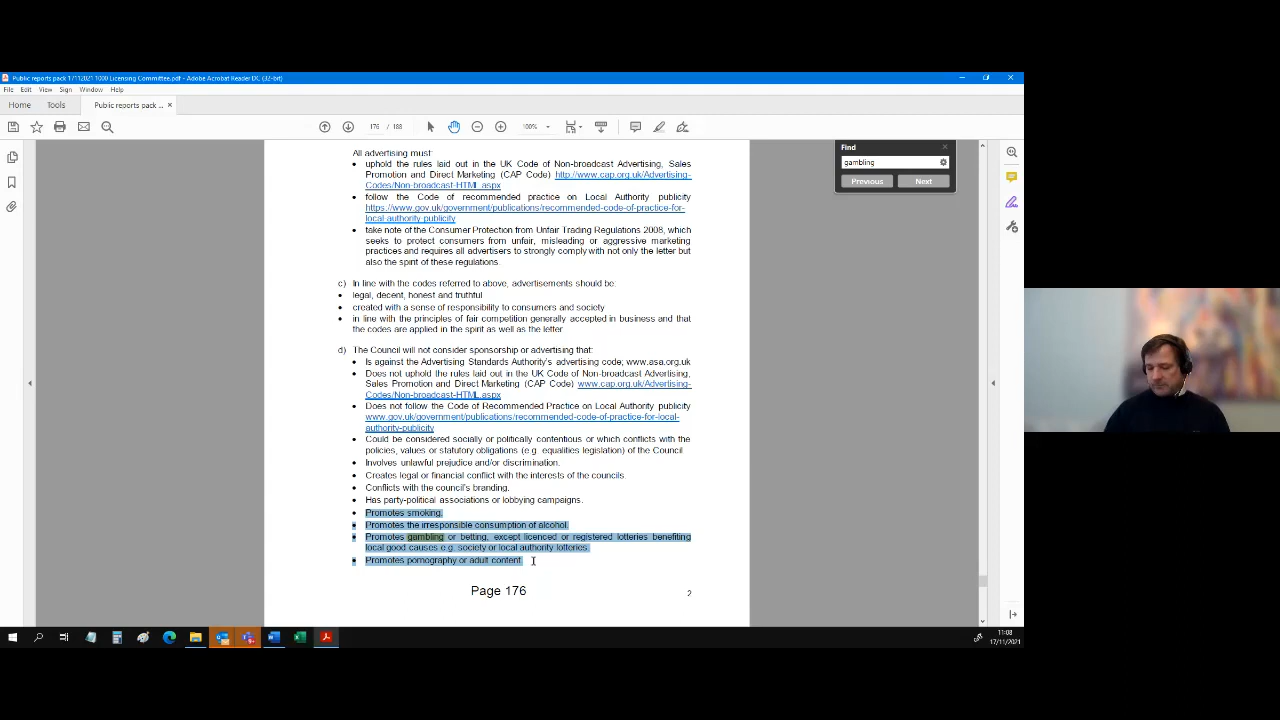 Public reports pack 17112021 1000 Licensing Committee.pdf - Adobe Acrobat Reader DC (32-bit)
File Edit View Sign Window Help
Home Tools Public reports pack ... ×
176 / 188 100%
Find
gambling
Previous Next
All advertising must:
• uphold the rules laid out in the UK Code of Non-broadcast Advertising, Sales
Promotion and Direct Marketing (CAP Code) http://www.cap.org.uk/Advertising-
Codes/Non-broadcast-HTML.aspx
• follow the Code of recommended practice on Local Authority publicity
https://www.gov.uk/government/publications/recommended-code-of-practice-for-
local-authority-publicity
• take note of the Consumer Protection from Unfair Trading Regulations 2008, which
seeks to protect consumers from unfair, misleading or aggressive marketing
practices and requires all advertisers to strongly comply with not only the letter but
also the spirit of these regulations.
c) In line with the codes referred to above, advertisements should be:
• legal, decent, honest and truthful
• created with a sense of responsibility to consumers and society
• in line with the principles of fair competition generally accepted in business and that
the codes are applied in the spirit as well as the letter
d) The Council will not consider sponsorship or advertising that:
• Is against the Advertising Standards Authority's advertising code; www.asa.org.uk
• Does not uphold the rules laid out in the UK Code of Non-broadcast Advertising,
Sales Promotion and Direct Marketing (CAP Code) www.cap.org.uk/Advertising-
Codes/Non-broadcast-HTML.aspx
• Does not follow the Code of Recommended Practice on Local Authority publicity
www.gov.uk/government/publications/recommended-code-of-practice-for-local-
authority-publicity
• Could be considered socially or politically contentious or which conflicts with the
policies, values or statutory obligations (e.g. equalities legislation) of the Council
• Involves unlawful prejudice and/or discrimination.
• Creates legal or financial conflict with the interests of the councils.
• Conflicts with the council's branding.
• Has party-political associations or lobbying campaigns.
• Promotes smoking.
• Promotes the irresponsible consumption of alcohol.
• Promotes gambling or betting, except licenced or registered lotteries benefiting
local good causes e.g. society or local authority lotteries.
• Promotes pornography or adult content.
Page 176
2
11:08
17/11/2021